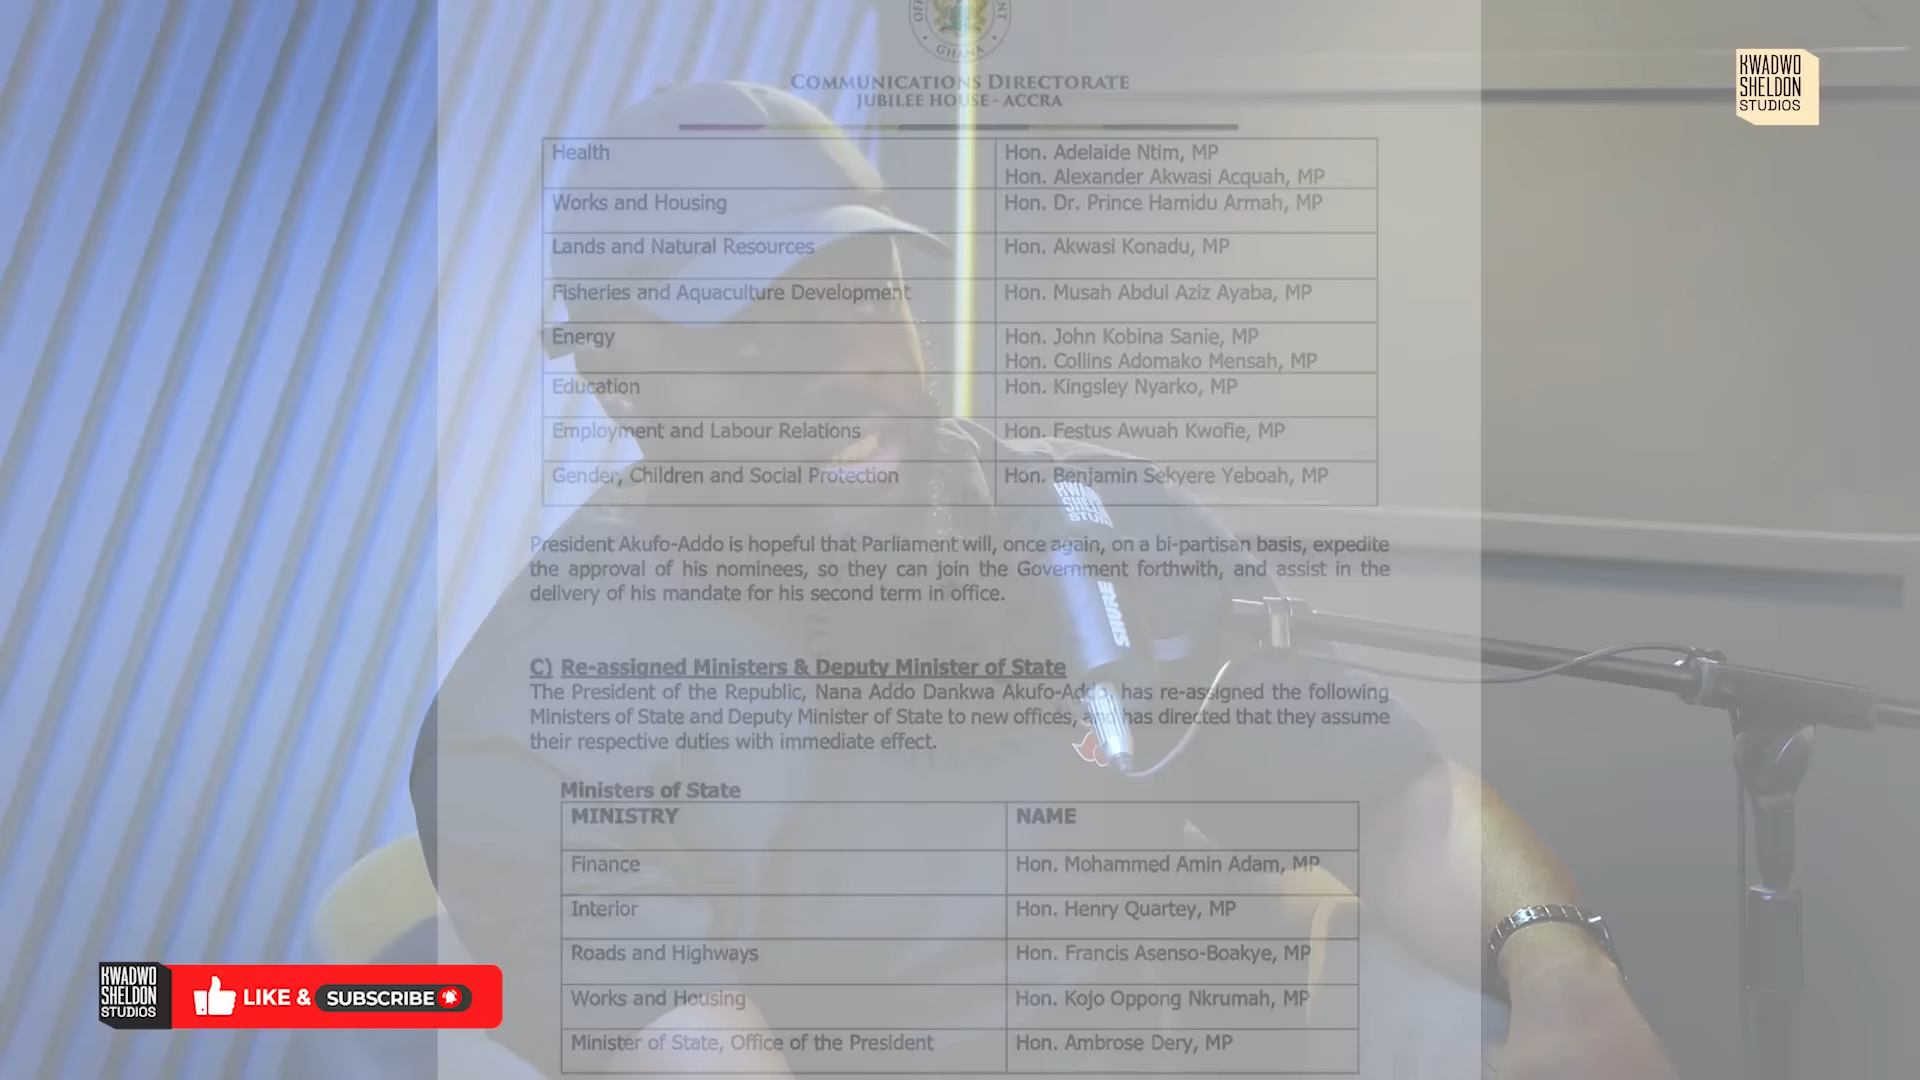 GHANA
COMMUNICATIONS DIRECTORATE
JUBILEE HOUSE - ACCRA
KWADWO
SHELDON
STUDIOS
Health
Hon. Adelaide Ntim, MP
Hon. Alexander Akwasi Acquah, MP
Works and Housing
Hon. Dr. Prince Hamidu Armah, MP
Lands and Natural Resources
Hon. Akwasi Konadu, MP
Fisheries and Aquaculture Development
Hon. Musah Abdul Aziz Ayaba, MP
Energy
Hon. John Kobina Sanie, MP
Hon. Collins Adomako Mensah, MP
Education
Hon. Kingsley Nyarko, MP
Employment and Labour Relations
Hon. Festus Awuah Kwofie, MP
Gender, Children and Social Protection
Hon. Benjamin Sekyere Yeboah, MP
President Akufo-Addo is hopeful that Parliament will, once again, on a bi-partisan basis, expedite
the approval of his nominees, so they can join the Government forthwith, and assist in the
delivery of his mandate for his second term in office.
SHURE
C) Re-assigned Ministers & Deputy Minister of State
The President of the Republic, Nana Addo Dankwa Akufo-Addo, has re-assigned the following
Ministers of State and Deputy Minister of State to new offices, and has directed that they assume
their respective duties with immediate effect.
Ministers of State
MINISTRY
NAME
Finance
Hon. Mohammed Amin Adam, MP
Interior
Hon. Henry Quartey, MP
Roads and Highways
Hon. Francis Asenso-Boakye, MP
Works and Housing
Hon. Kojo Oppong Nkrumah, MP
Minister of State, Office of the President
Hon. Ambrose Dery, MP
KWADWO
SHELDON
STUDIOS
LIKE & SUBSCRIBE